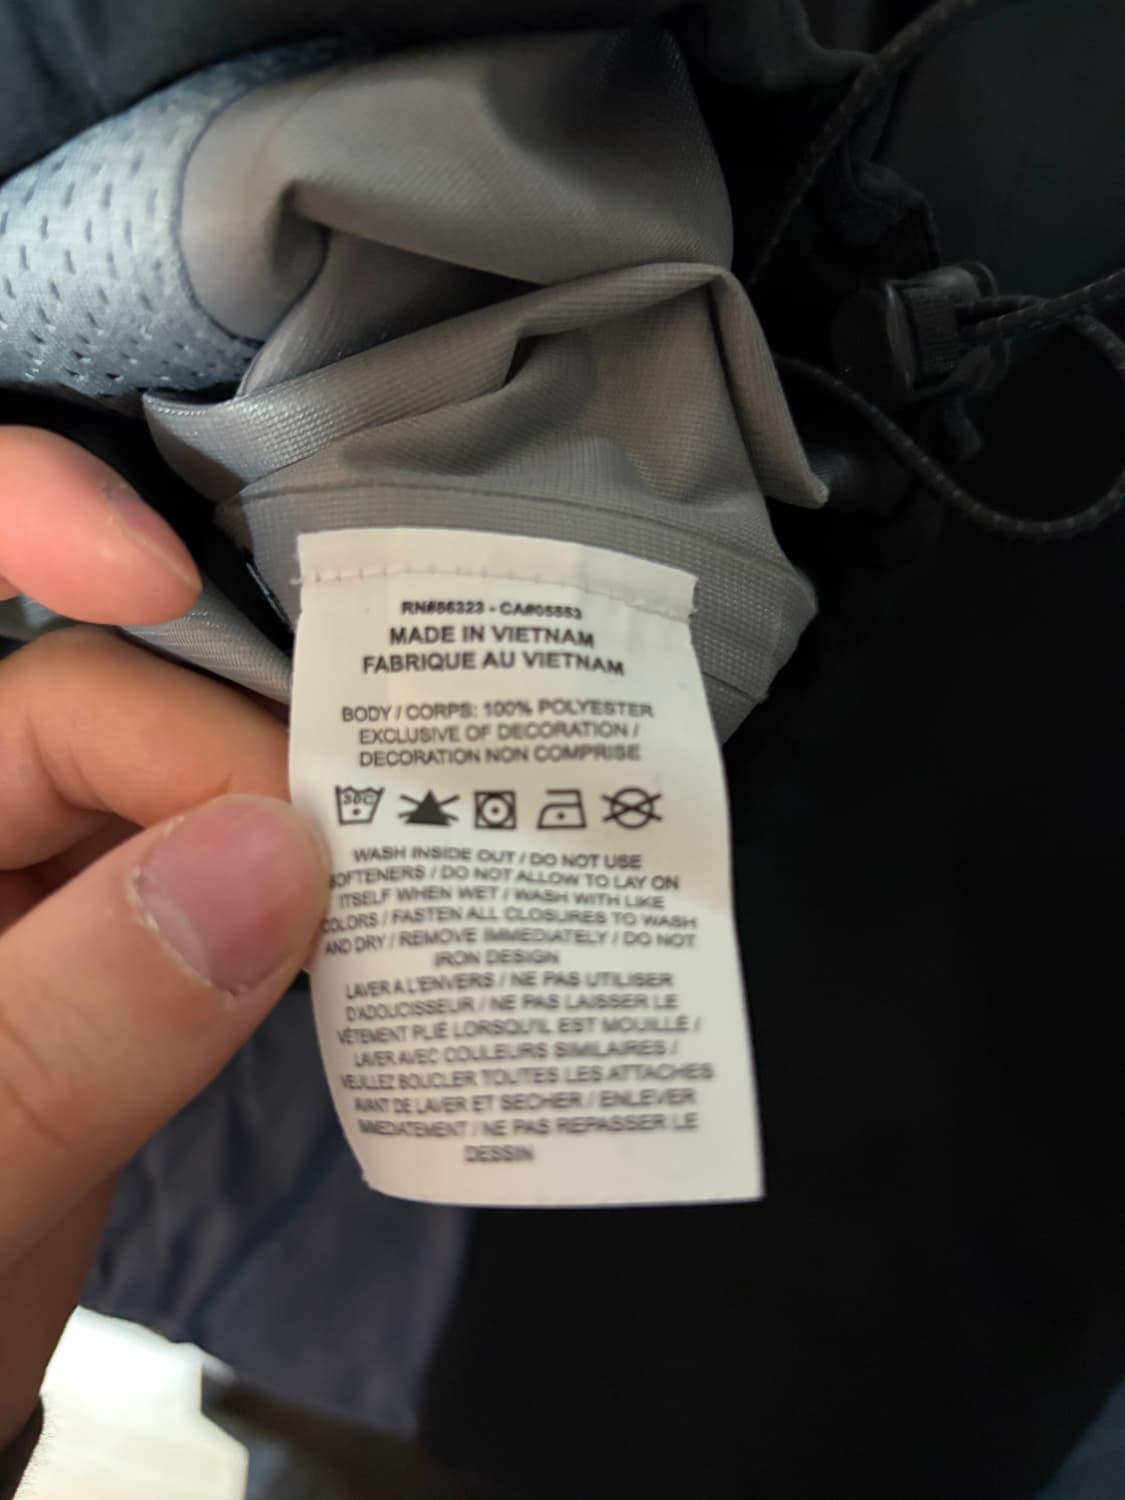 RN#56323 - CA#05553
MADE IN VIETNAM
FABRIQUE AU VIETNAM
BODY / CORPS: 100% POLYESTER
EXCLUSIVE OF DECORATION /
DECORATION NON COMPRISE
30C
WASH INSIDE OUT / DO NOT USE
SOFTENERS / DO NOT ALLOW TO LAY ON
ITSELF WHEN WET / WASH WITH LIKE
COLORS / FASTEN ALL CLOSURES TO WASH
AND DRY / REMOVE IMMEDIATELY / DO NOT
IRON DESIGN
LAVER A L'ENVERS / NE PAS UTILISER
D'ADOUCISSEUR / NE PAS LAISSER LE
VÊTEMENT PLIÉ LORSQU'IL EST MOUILLÉ /
LAVER AVEC COULEURS SIMILAIRES /
VEUILLEZ BOUCLER TOUTES LES ATTACHES
AVANT DE LAVER ET SECHER / ENLEVER
IMMEDIATEMENT / NE PAS REPASSER LE
DESSIN